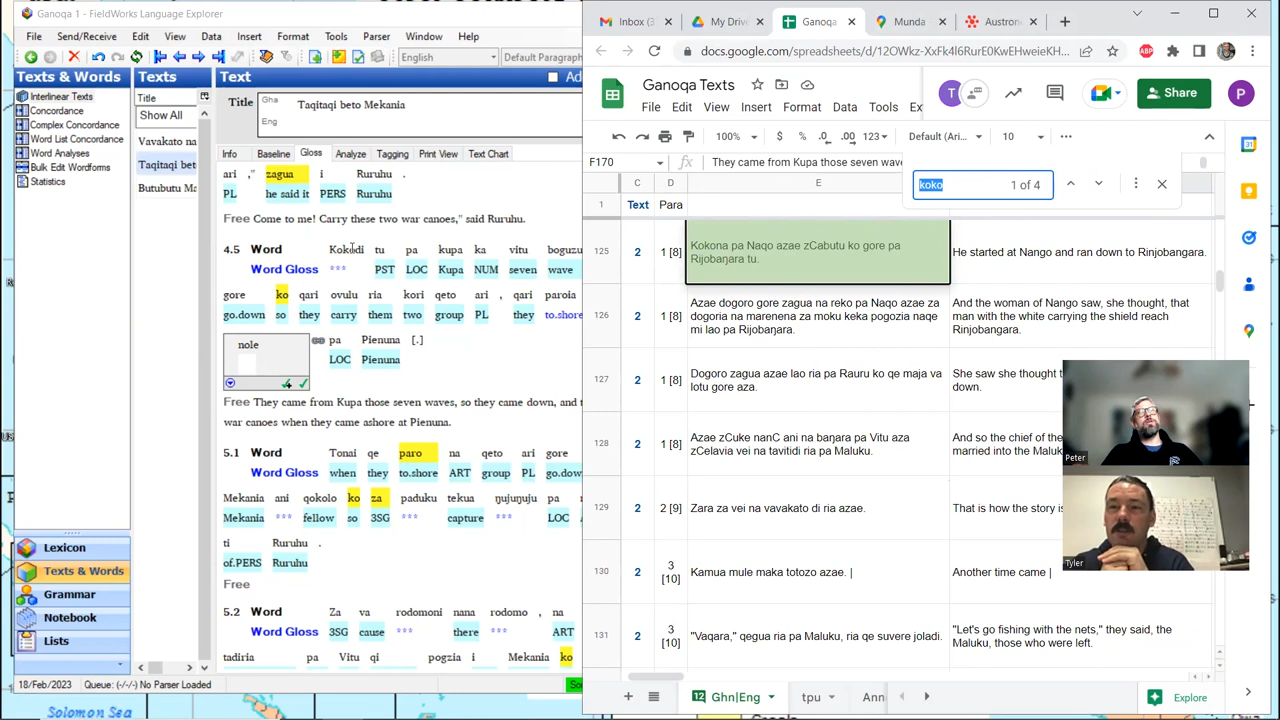 Ganoqa 1 - FieldWorks Language Explorer
File Send/Receive Edit View Data Insert Format Tools Parser Window Help
English Default Paragraph
Texts & Words
Interlinear Texts
Concordance
Complex Concordance
Word List Concordance
Word Analyses
Bulk Edit Wordforms
Statistics
Lexicon
Texts & Words
Grammar
Notebook
Lists
Texts
Title
Show All
Vavakato na
Taqitaqi beto
Butubutu Ma
Text
Title Gha Taqitaqi beto Mekania
Eng
Info Baseline Gloss Analyze Tagging Print View Text Chart
ari ," zagua i Ruruhu .
PL he said it PERS Ruruhu
Free Come to me! Carry these two war canoes," said Ruruhu.
4.5 Word Kokodi tu pa kupa ka vitu boguzu
Word Gloss *** PST LOC Kupa NUM seven wave
gore ko qari ovulu ria kori qeto ari , qari paroia
go.down so they carry them two group PL they to.shore
nole pa Pienuna [.]
LOC Pienuna
Free They came from Kupa those seven waves, so they came down, and t
war canoes when they came ashore at Pienuna.
5.1 Word Tonai qe paro na qeto ari gore
Word Gloss when they to.shore ART group PL go.dow
Mekania ani qokolo ko za paduku tekua ŋujuŋuju pa
Mekania *** fellow so 3SG *** capture *** LOC
ti Ruruhu .
of.PERS Ruruhu
Free
5.2 Word Za va rodomoni nana rodomo , na
Word Gloss 3SG cause *** there *** ART
tadiria pa Vitu qi pogzia i Mekania ko
18/Feb/2023 Queue: (-/-/-) No Parser Loaded
Solomon Sea
Inbox (3 My Driv Ganoqa Munda Austron
docs.google.com/spreadsheets/d/12OW
Ganoqa Texts
File Edit View Insert Format Data Tools Ex
T Share P
100% $ % .0 .00 123 Default (Ari... 10
F170 fx They came from Kupa those seven wave
koko 1 of 4
C D E
1 Text Para
125 2 1 [8] Kokona pa Naqo azae zCabutu ko gore pa Rijobaŋara tu. He started at Nango and ran down to Rinjobangara.
126 2 1 [8] Azae dogoro gore zagua na reko pa Naqo azae za dogoria na marenena za moku keka pogozia nage mi lao pa Rijobaŋara. And the woman of Nango saw, she thought, that man with the white carrying the shield reach Rinjobangara.
127 2 1 [8] Dogoro zagua azae lao ria pa Rauru ko qe maja va lotu gore aza. She saw she thought t down.
128 2 1 [8] Azae zCuke nanC ani na baŋara pa Vitu aza zCelavia vei na tavitidi ria pa Maluku. And so the chief of the married into the Maluk
129 2 2 [9] Zara za vei na vavakato di ria azae. That is how the story is
130 2 3 [10] Kamua mule maka totozo azae. | Another time came |
131 2 3 [10] "Vaqara," qegua ria pa Maluku, ria qe suvere joladi. "Let's go fishing with the nets," they said, the Maluku, those who were left.
Peter
Tyler
12 Ghn|Eng tpu Ann
Explore